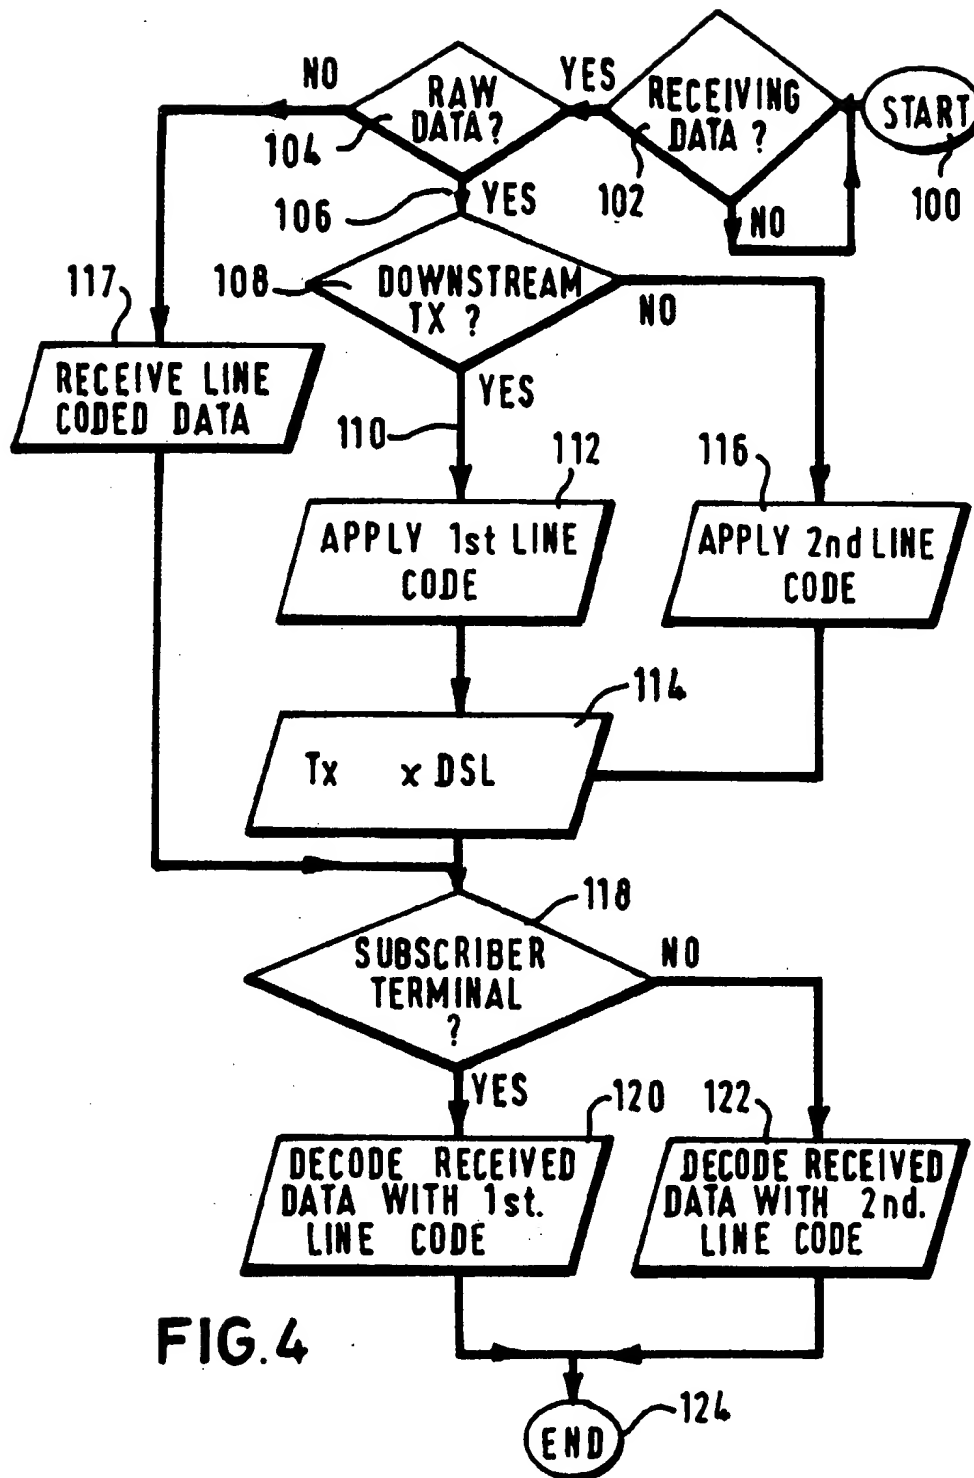 NO
RAW
DATA?
YES
RECEIVING
DATA ?
START
104
102
100
106
YES
NO
117
108
DOWNSTREAM
TX ?
NO
RECEIVE LINE
CODED DATA
YES
110
112
116
APPLY 1st LINE
CODE
APPLY 2nd LINE
CODE
114
Tx x DSL
118
SUBSCRIBER
TERMINAL
?
NO
YES
120
122
DECODE RECEIVED
DATA WITH 1st.
LINE CODE
DECODE RECEIVED
DATA WITH 2nd.
LINE CODE
FIG.4
END
124